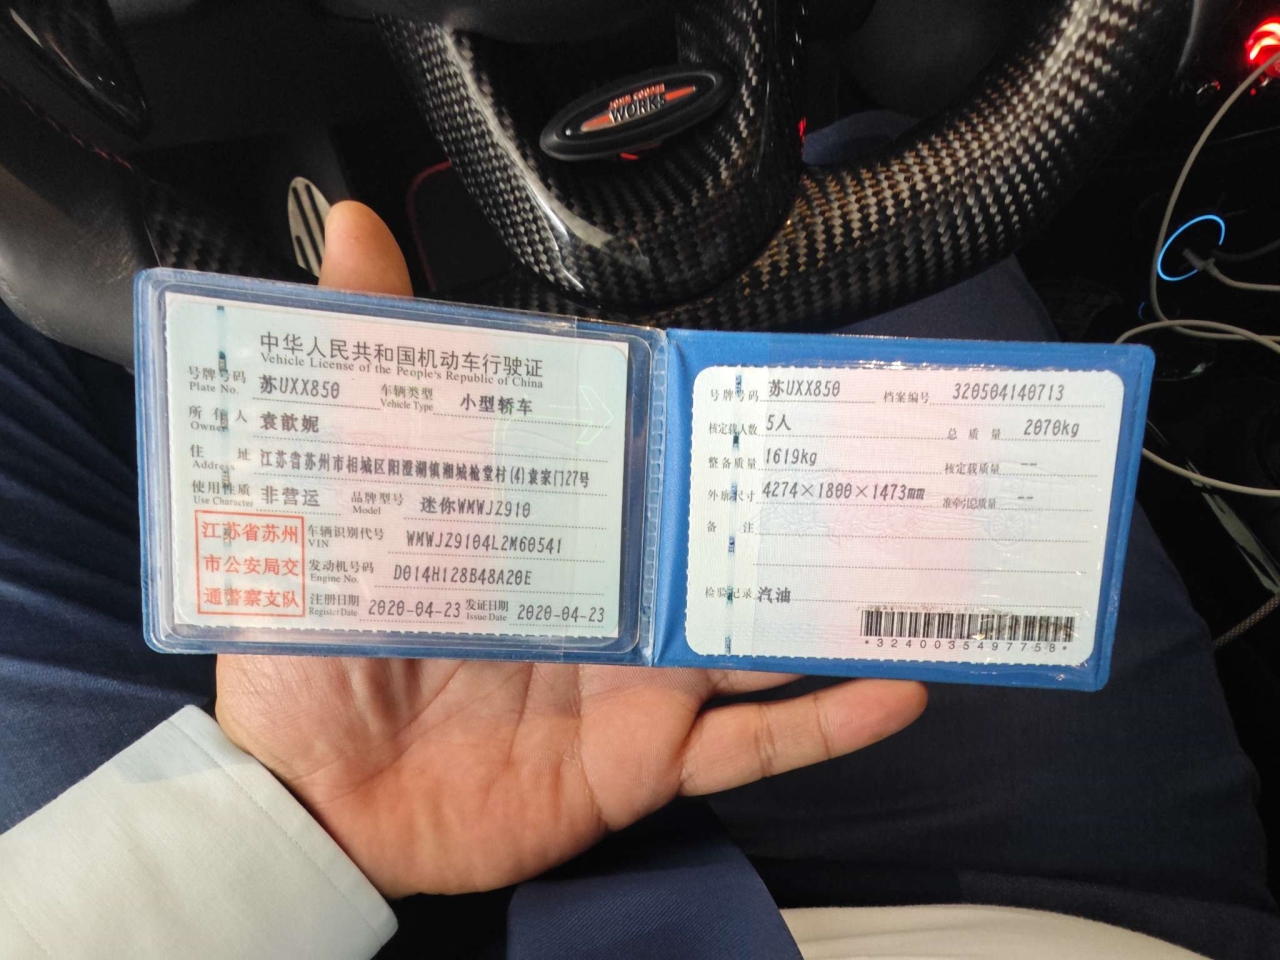 JOHN COOPER
WORKS
中华人民共和国机动车行驶证
Vehicle License of the People's Republic of China
号牌号码 苏UXX850 车辆类型 小型轿车
Plate No. Vehicle Type
所有人 袁歆妮
Owner
住址 江苏省苏州市相城区阳澄湖镇湘城枪堂村(4)袁家门27号
Address
使用性质 非营运 品牌型号 迷你WMWJZ910
Use Character Model
江苏省苏州
市公安局交
通警察支队
车辆识别代号 WMWJZ9104L2M60541
VIN
发动机号码 D014H128B48A20E
Engine No.
注册日期 2020-04-23 发证日期 2020-04-23
Register Date Issue Date
号牌号码 苏UXX850 档案编号 320504140713
核定载人数 5人 总质量 2070kg
整备质量 1619kg 核定载质量 --
外廓尺寸 4274×1800×1473mm 准牵引总质量 --
备注
检验记录 汽油
*3240035497758*